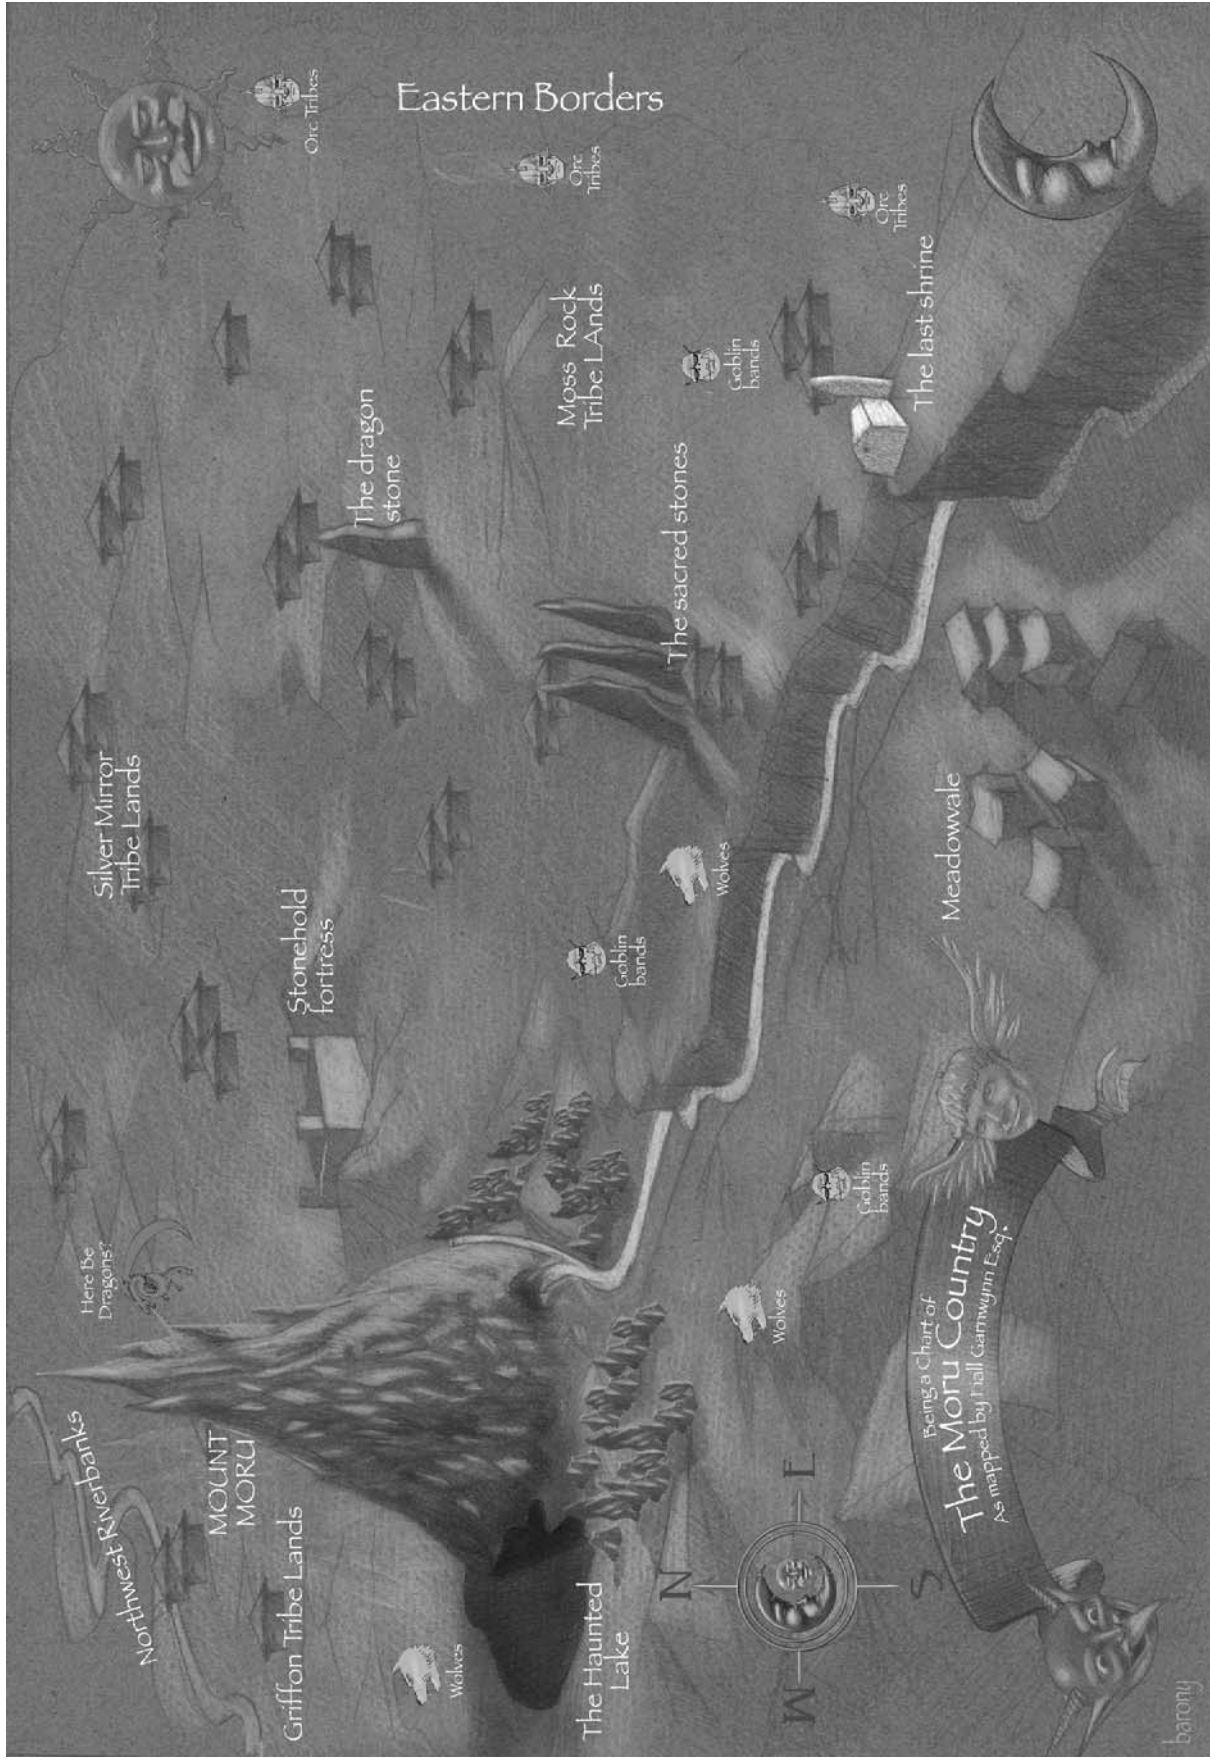 Northwest Riverbanks
Here Be
Dragons?
Silver Mirror
Tribe Lands
MOUNT
MORU
Griffon Tribe Lands
Stonehold
fortress
The dragon
stone
Orc Tribes
Eastern Borders
Wolves
The Haunted
Lake
Goblin
bands
Moss Rock
Tribe LAnds
Orc
Tribes
The sacred stones
Wolves
Goblin
bands
N
W
E
S
Wolves
Goblin
bands
Orc
Tribes
The last shrine
Meadowvale
Being a Chart of
The Moru Country
As mapped by Hall Garnwynn Esq.
barony